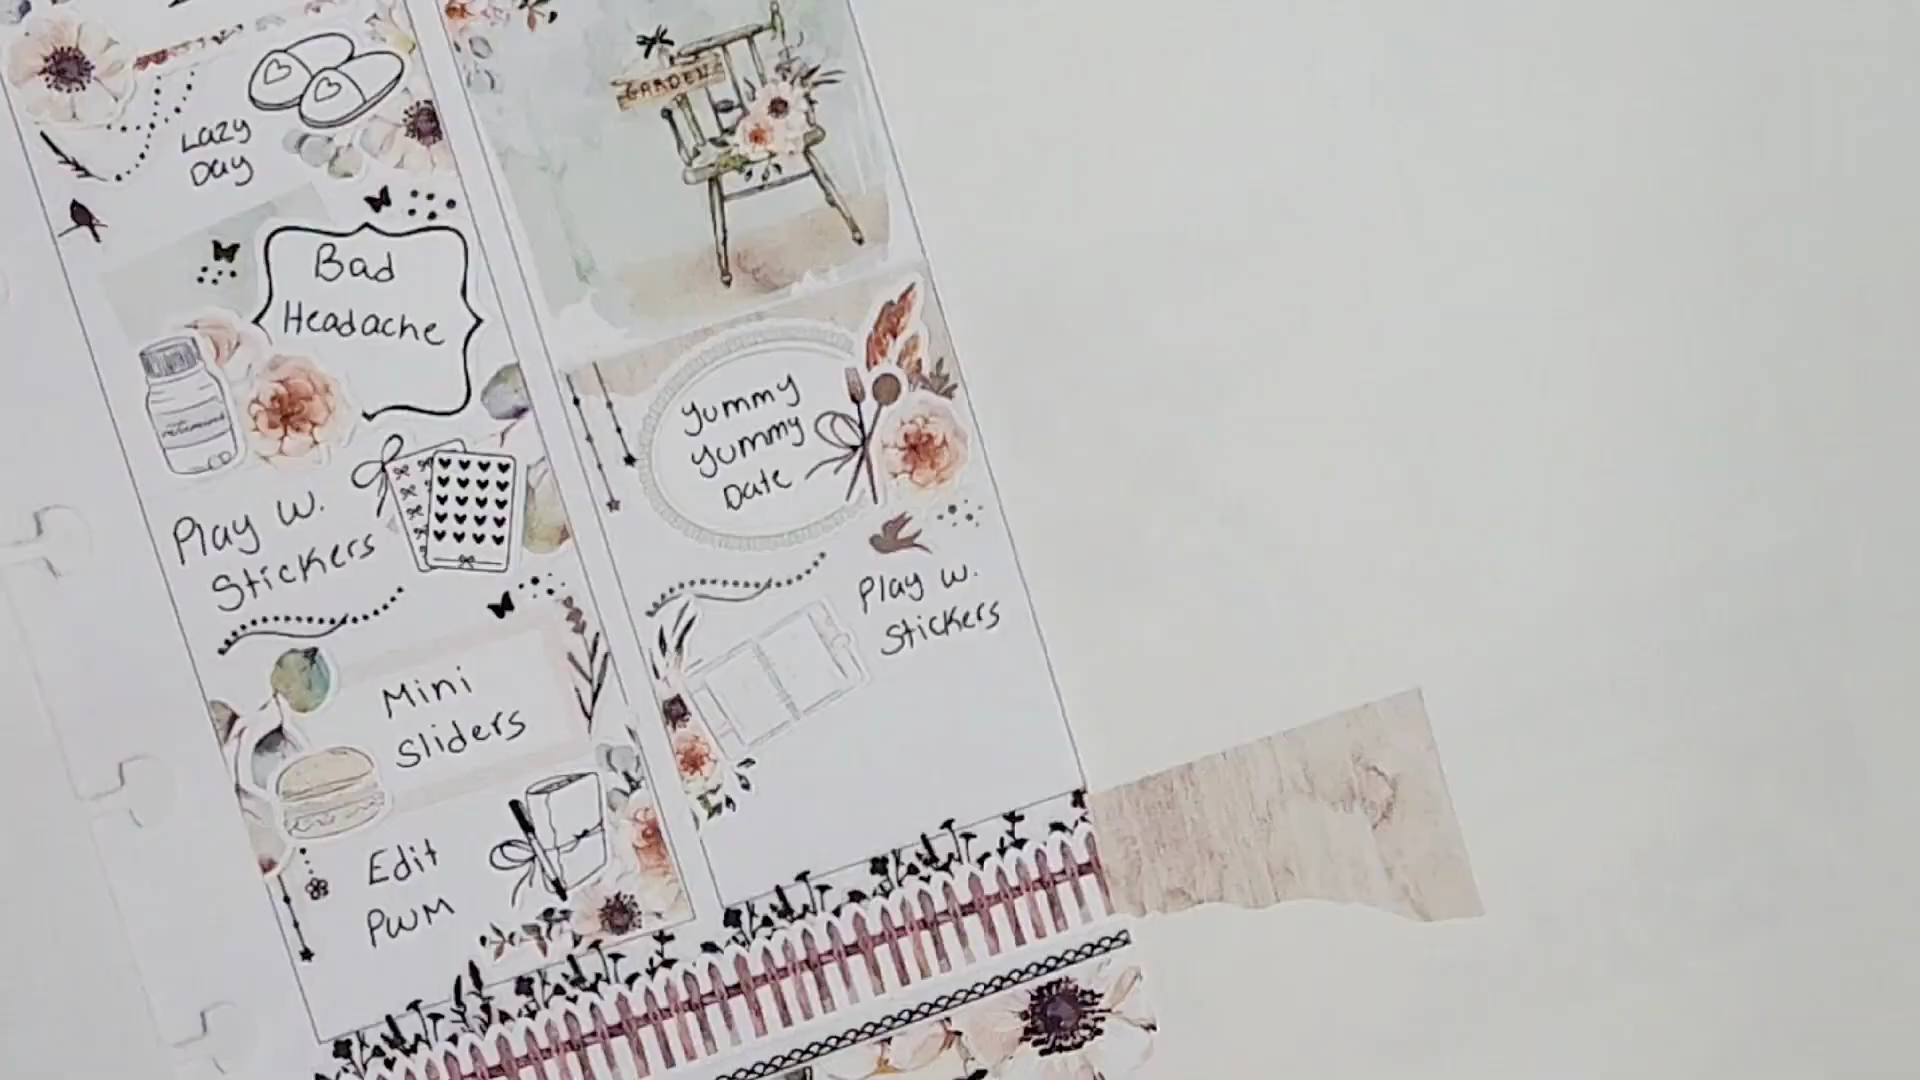 Lazy
Day
Bad
Headache
Play w.
Stickers
Mini
Sliders
Edit
PWM
GARDEN
Yummy
Yummy
Date
Play w.
Stickers